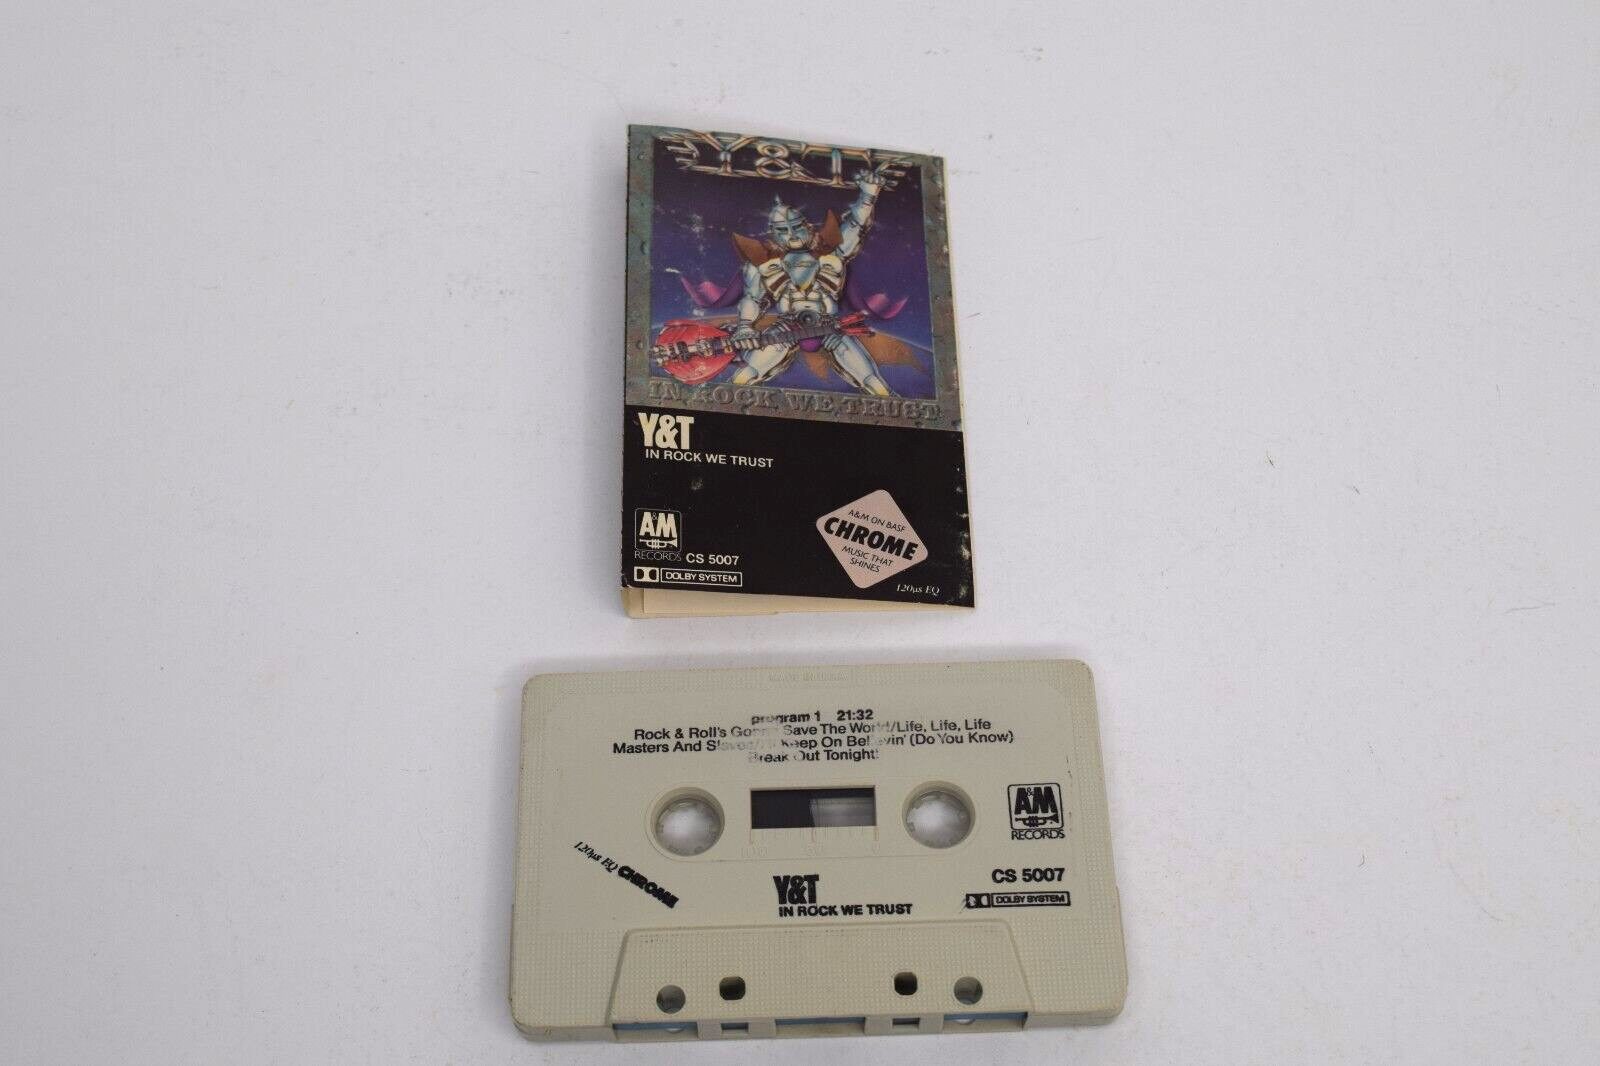 Y&T
IN ROCK WE TRUST
Y&T
IN ROCK WE TRUST
A&M
RECORDS CS 5007
DOLBY SYSTEM
A&M ON BASF
CHROME
MUSIC THAT
SHINES
120µs EQ
program 1 21:32
Rock & Roll's Gonna Save The World/Life, Life, Life
Masters And Slaves/I'll Keep On Believin' (Do You Know)
Break Out Tonight!
A&M
RECORDS
120µs EQ CHROME
CS 5007
Y&T
IN ROCK WE TRUST
DOLBY SYSTEM